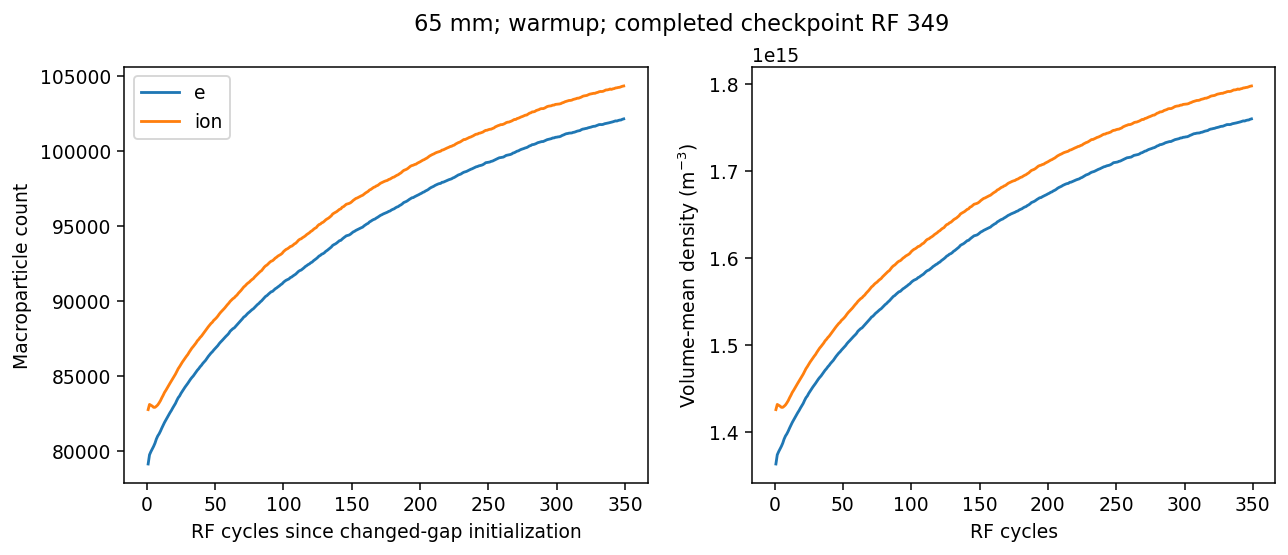 65 mm; warmup; completed checkpoint RF 349
Macroparticle count
105000
100000
95000
90000
85000
80000
e
ion
0 50 100 150 200 250 300 350
RF cycles since changed-gap initialization
1e15
Volume-mean density (m⁻³)
1.8
1.7
1.6
1.5
1.4
0 50 100 150 200 250 300 350
RF cycles